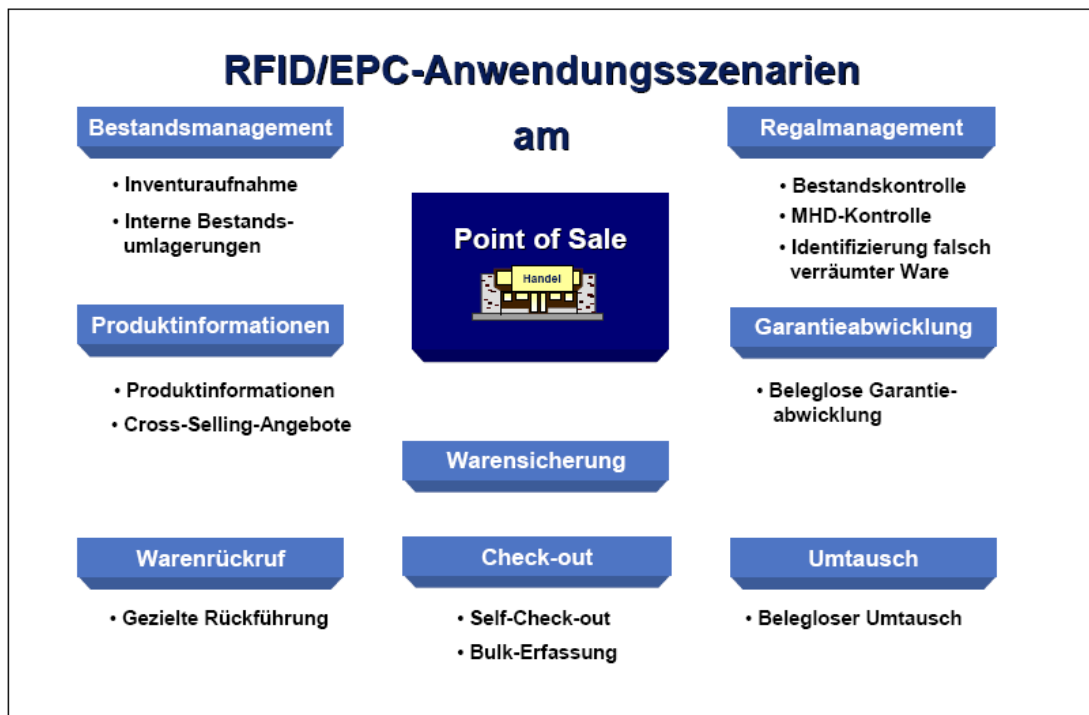 RFID/EPC-Anwendungsszenarien
am
Point of Sale
Handel
Bestandsmanagement
• Inventuraufnahme
• Interne Bestands-
umlagerungen
Regalmanagement
• Bestandskontrolle
• MHD-Kontrolle
• Identifizierung falsch
verräumter Ware
Produktinformationen
• Produktinformationen
• Cross-Selling-Angebote
Garantieabwicklung
• Beleglose Garantie-
abwicklung
Warensicherung
Warenrückruf
• Gezielte Rückführung
Check-out
• Self-Check-out
• Bulk-Erfassung
Umtausch
• Belegloser Umtausch